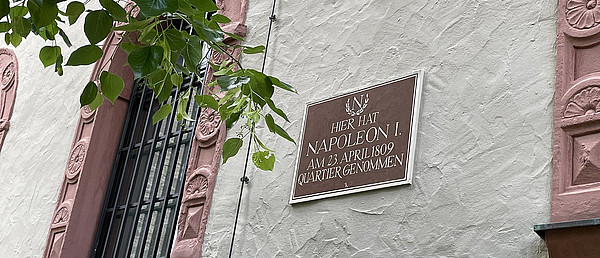 N
HIER HAT
NAPOLEON I.
AM 23. APRIL 1809
QUARTIER GENOMMEN